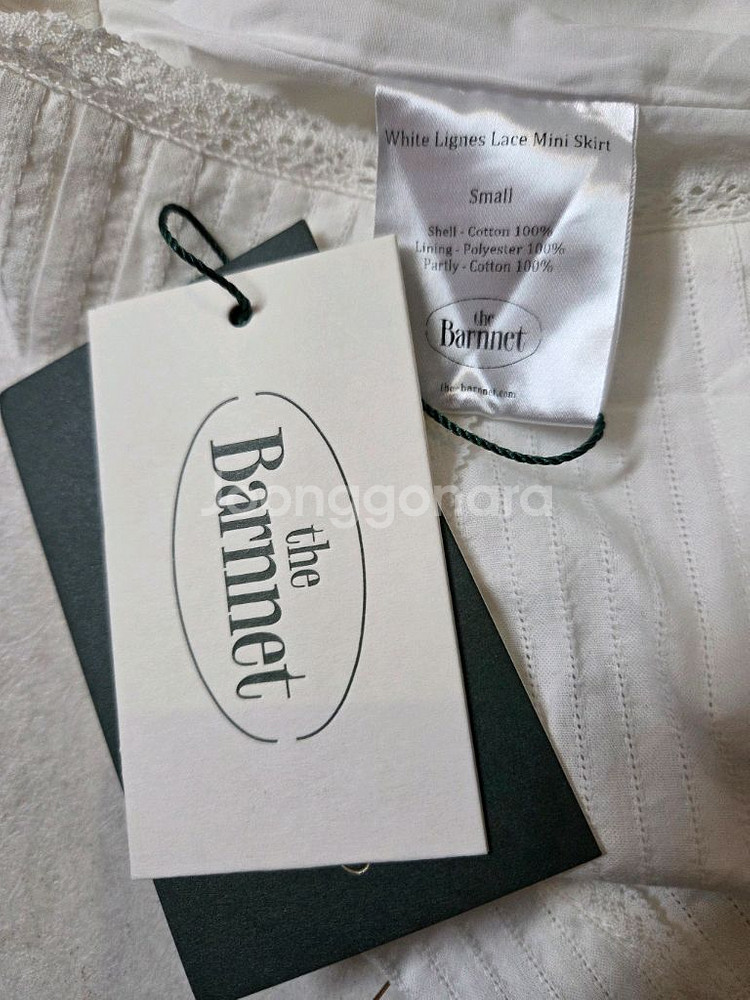 White Lignes Lace Mini Skirt
Small
Shell - Cotton 100%
Lining - Polyester 100%
Partly - Cotton 100%
the
Barnnet
the-barnnet.com
the
Barnnet
Joonggonara